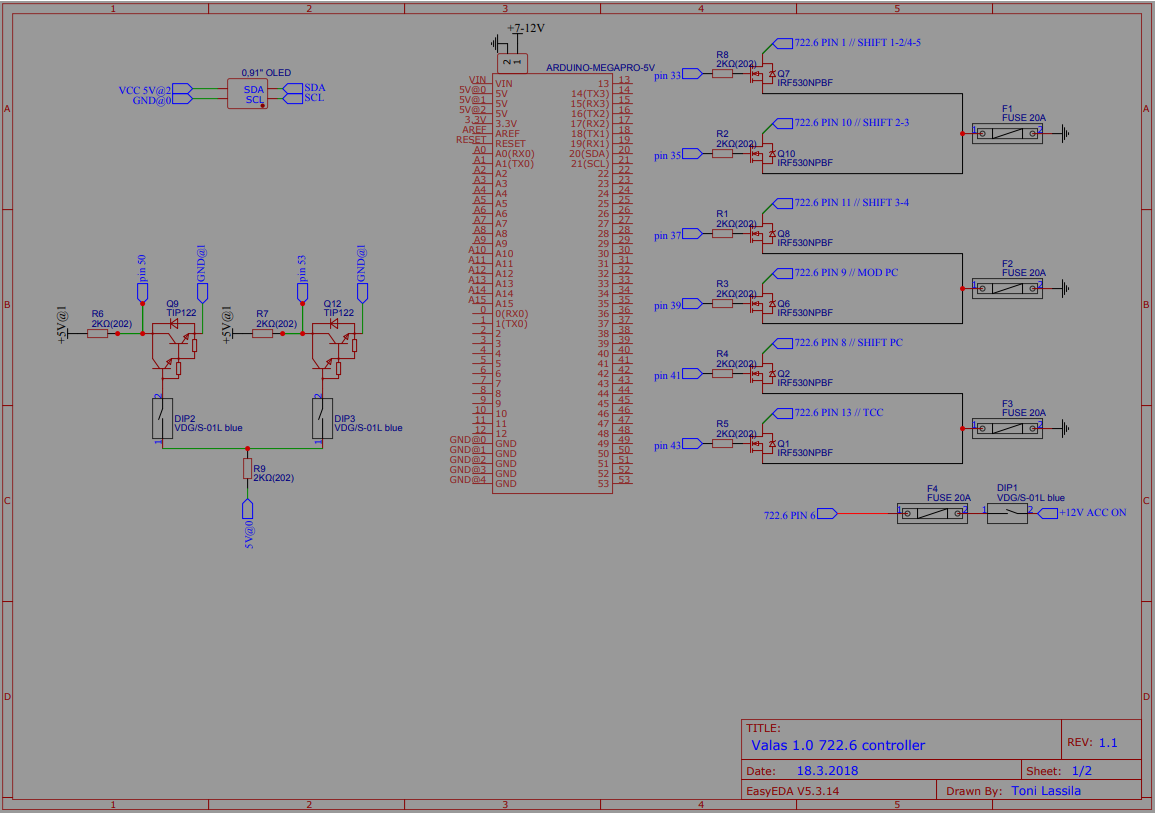 1 2 3 4 5
A A
B B
C C
D D
+7-12V
2 1
ARDUINO-MEGAPRO-5V
0,91" OLED
VCC 5V@2 SDA SDA
GND@0 SCL SCL
VIN VIN 13 13
5V@0 5V 14(TX3) 14
5V@1 5V 15(RX3) 15
5V@2 5V 16(TX2) 16
3.3V 3.3V 17(RX2) 17
AREF AREF 18(TX1) 18
RESET RESET 19(RX1) 19
A0 A0(RX0) 20(SDA) 20
A1 A1(TX0) 21(SCL) 21
A2 A2 22 22
A3 A3 23 23
A4 A4 24 24
A5 A5 25 25
A6 A6 26 26
A7 A7 27 27
A8 A8 28 28
A9 A9 29 29
A10 A10 30 30
A11 A11 31 31
A12 A12 32 32
A13 A13 33 33
A14 A14 34 34
A15 A15 35 35
0 0(RX0) 36 36
1 1(TX0) 37 37
2 2 38 38
3 3 39 39
4 4 40 40
5 5 41 41
6 6 42 42
7 7 43 43
8 8 44 44
9 9 45 45
10 10 46 46
11 11 47 47
12 12 48 48
GND@0 GND 49 49
GND@1 GND 50 50
GND@2 GND 51 51
GND@3 GND 52 52
GND@4 GND 53 53
722.6 PIN 1 // SHIFT 1-2/4-5
R8
2KΩ(202)
pin 33
Q7
IRF530NPBF
722.6 PIN 10 // SHIFT 2-3
R2
2KΩ(202)
pin 35
Q10
IRF530NPBF
F1
FUSE 20A
1 2
722.6 PIN 11 // SHIFT 3-4
R1
2KΩ(202)
pin 37
Q8
IRF530NPBF
722.6 PIN 9 // MOD PC
R3
2KΩ(202)
pin 39
Q6
IRF530NPBF
F2
FUSE 20A
1 2
722.6 PIN 8 // SHIFT PC
R4
2KΩ(202)
pin 41
Q2
IRF530NPBF
722.6 PIN 13 // TCC
R5
2KΩ(202)
pin 43
Q1
IRF530NPBF
F3
FUSE 20A
1 2
722.6 PIN 6
F4
FUSE 20A
1 2
DIP1
VDG/S-01L blue
1 2
+12V ACC ON
+5V@1
R6
2KΩ(202)
pin 50
Q9
TIP122
GND@1
+5V@1
R7
2KΩ(202)
pin 53
Q12
TIP122
GND@1
2
DIP2
VDG/S-01L blue
1
2
DIP3
VDG/S-01L blue
1
R9
2KΩ(202)
5V@0
TITLE:
Valas 1.0 722.6 controller
REV: 1.1
Date: 18.3.2018
Sheet: 1/2
EasyEDA V5.3.14
Drawn By: Toni Lassila
1 2 3 4 5